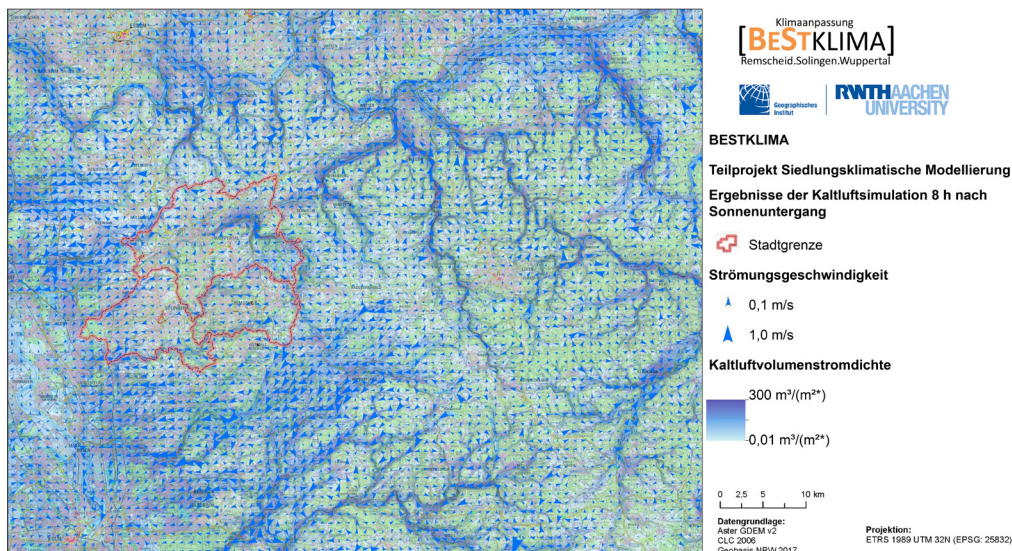 Klimaanpassung
[BESTKLIMA]
Remscheid.Solingen.Wuppertal
Geographisches
Institut
RWTHAACHEN
UNIVERSITY
BESTKLIMA
Teilprojekt Siedlungsklimatische Modellierung
Ergebnisse der Kaltluftsimulation 8 h nach
Sonnenuntergang
Stadtgrenze
Strömungsgeschwindigkeit
0,1 m/s
1,0 m/s
Kaltluftvolumenstromdichte
300 m³/(m²*)
0,01 m³/(m²*)
0 2,5 5 10 km
Datengrundlage:
Aster GDEM v2
CLC 2006
Geobasis NRW 2017
Projektion:
ETRS 1989 UTM 32N (EPSG: 25832)